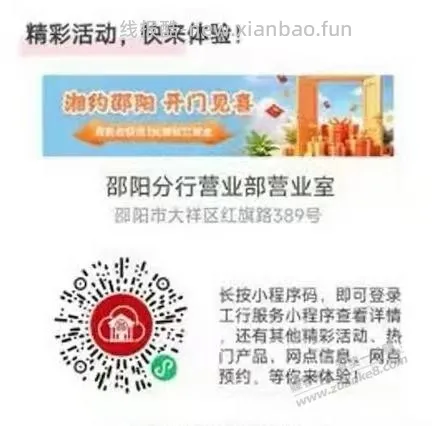 精彩活动，快来体验！
new.xianbao.fun
湘约邵阳 开门见喜
邵阳分行营业部营业室
邵阳市大祥区红旗路389号
长按小程序码，即可登录
工行服务小程序查看详情
，还有其他精彩活动、热
门产品，网点信息、网点
预约，等你来体验！